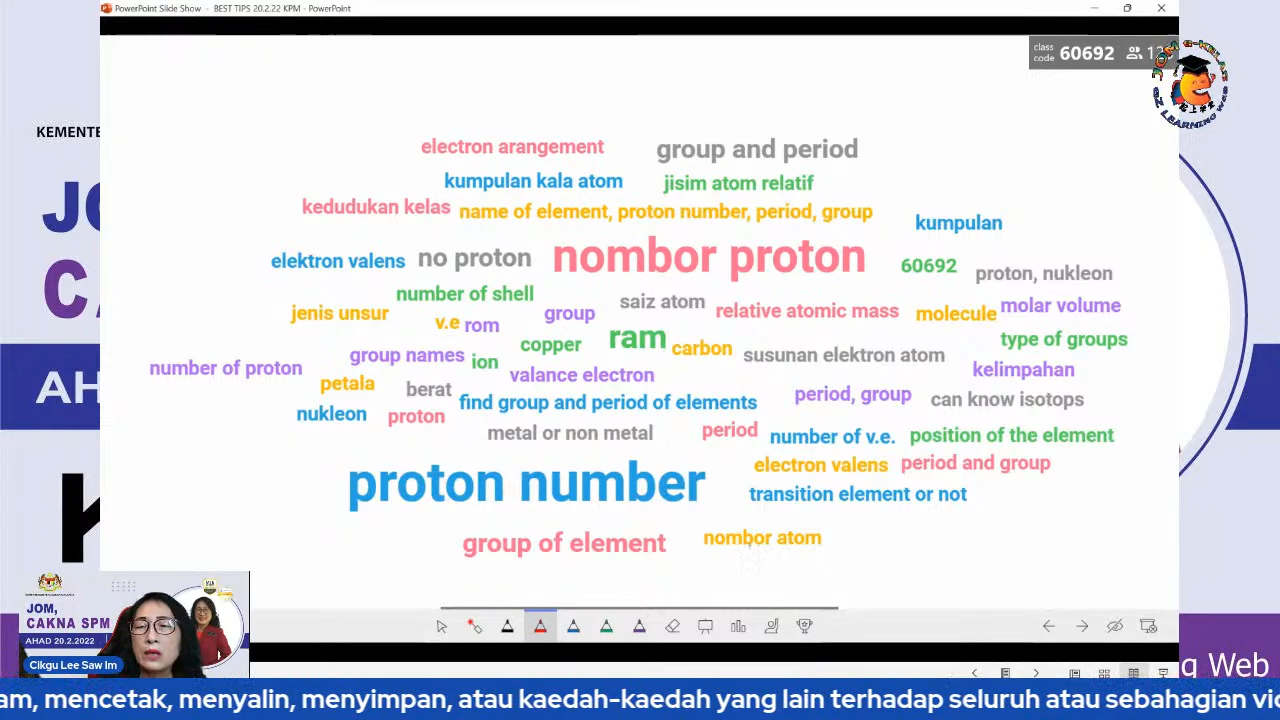 PowerPoint Slide Show - BEST TIPS 20.2.22 KPM - PowerPoint
class code 60692
KEMENTE
electron arangement
group and period
kumpulan kala atom
jisim atom relatif
kedudukan kelas
name of element, proton number, period, group
kumpulan
elektron valens
no proton
nombor proton
60692
proton, nukleon
number of shell
saiz atom
relative atomic mass
molecule
molar volume
jenis unsur
v.e
rom
group
ram
copper
carbon
type of groups
group names
ion
susunan elektron atom
number of proton
valance electron
kelimpahan
petala
berat
find group and period of elements
period, group
can know isotops
nukleon
proton
metal or non metal
period
number of v.e.
position of the element
electron valens
period and group
proton number
transition element or not
group of element
nombor atom
JO
CA
AH
K
JOM,
CAKNA SPM
AHAD 20.2.2022
Cikgu Lee Saw Im
g Web
am, mencetak, menyalin, menyimpan, atau kaedah-kaedah yang lain terhadap seluruh atau sebahagian vi